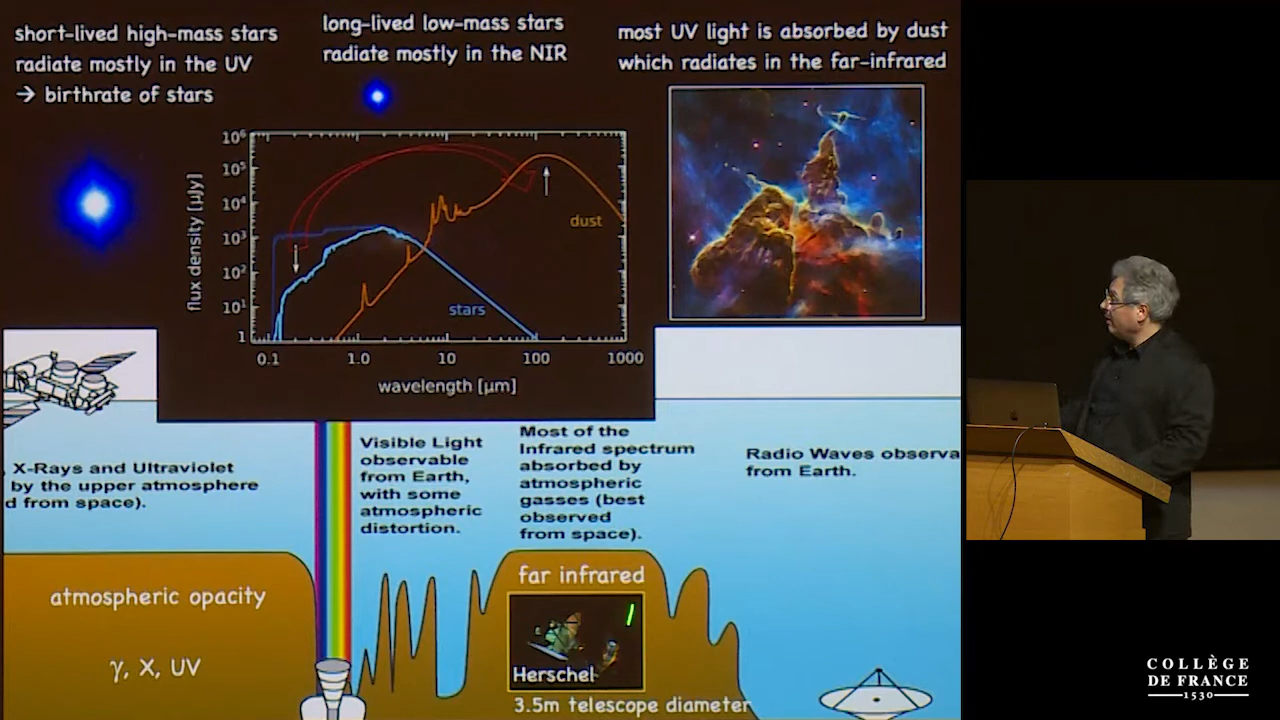 short-lived high-mass stars
radiate mostly in the UV
→ birthrate of stars
long-lived low-mass stars
radiate mostly in the NIR
most UV light is absorbed by dust
which radiates in the far-infrared
10⁶
10⁵
10⁴
10³
10²
10¹
1
flux density [μJy]
dust
stars
0.1 1.0 10 100 1000
wavelength [μm]
X-Rays and Ultraviolet
by the upper atmosphere
d from space).
Visible Light
observable
from Earth,
with some
atmospheric
distortion.
Most of the
Infrared spectrum
absorbed by
atmospheric
gasses (best
observed
from space).
Radio Waves observa
from Earth.
atmospheric opacity
γ, X, UV
far infrared
Herschel
3.5m telescope diameter
COLLÈGE
DE FRANCE
1530